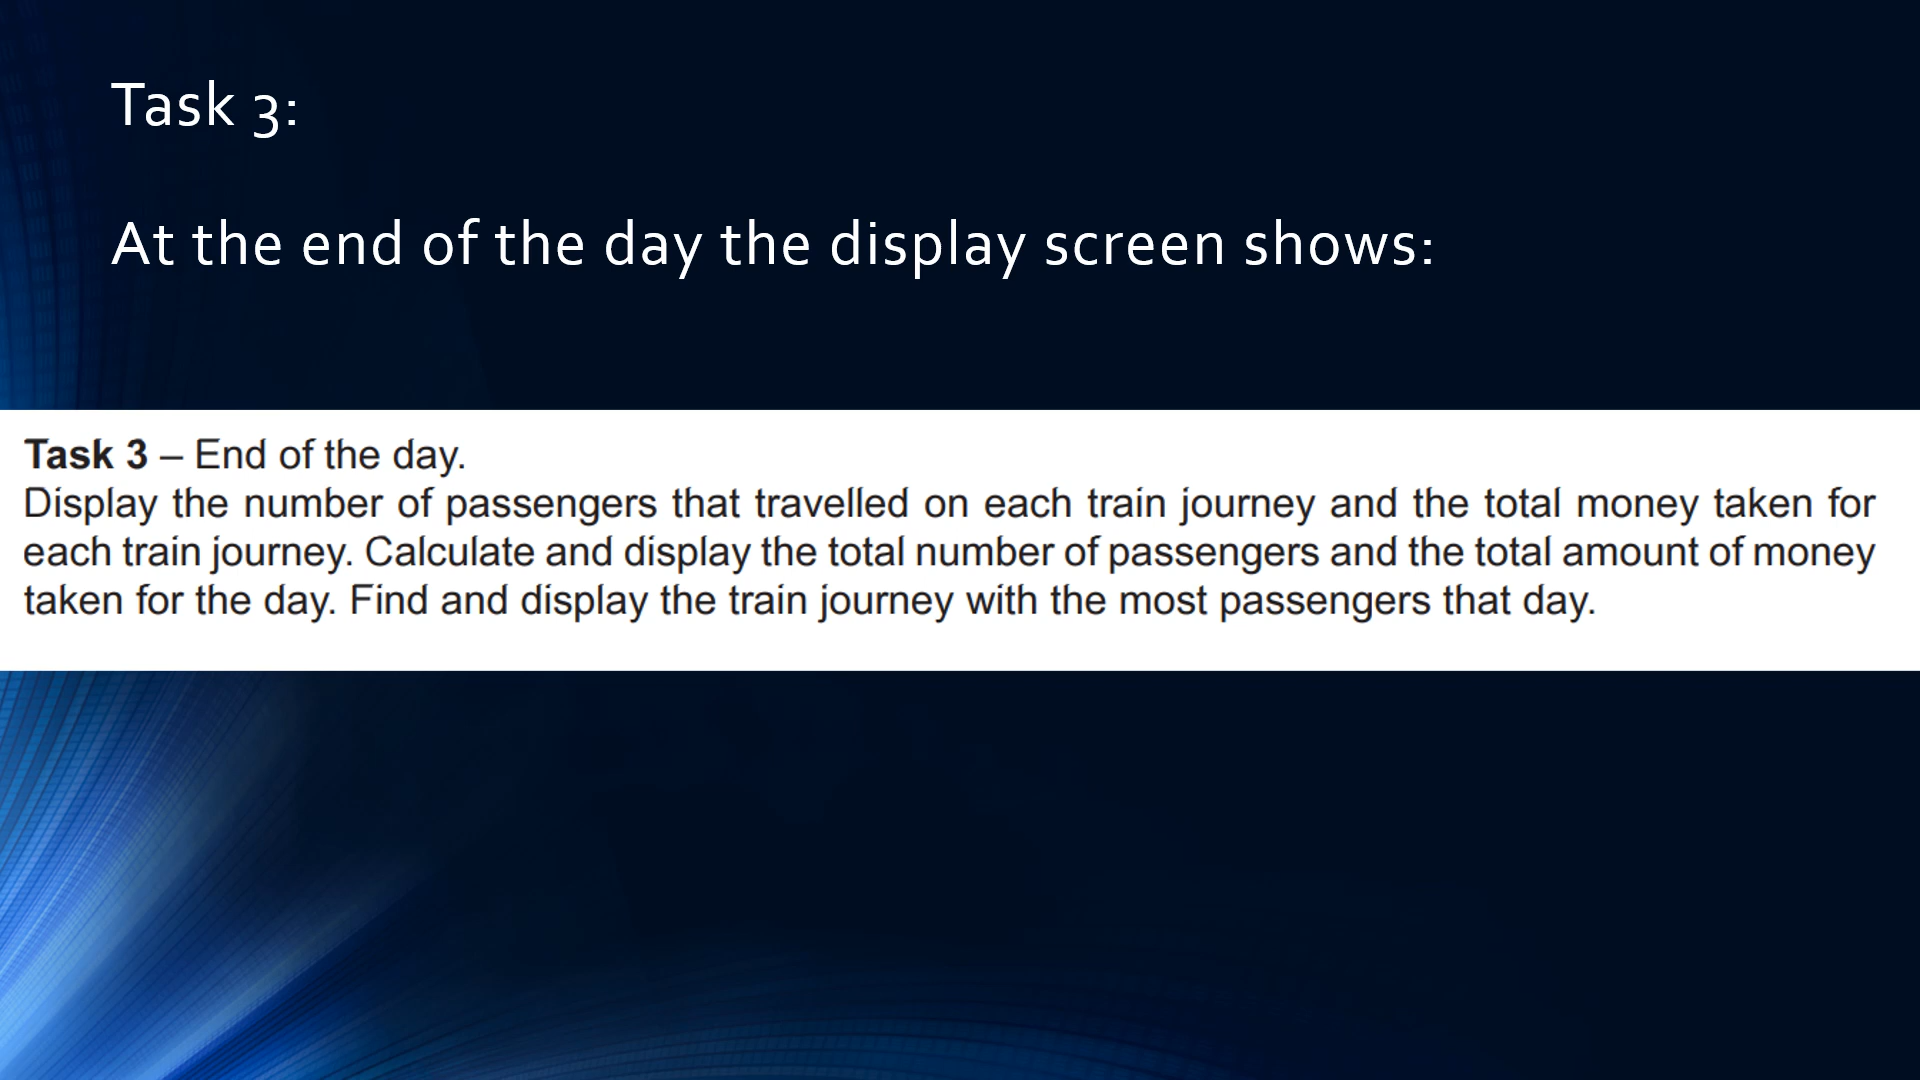 Task 3:
At the end of the day the display screen shows:
Task 3 – End of the day.
Display the number of passengers that travelled on each train journey and the total money taken for
each train journey. Calculate and display the total number of passengers and the total amount of money
taken for the day. Find and display the train journey with the most passengers that day.